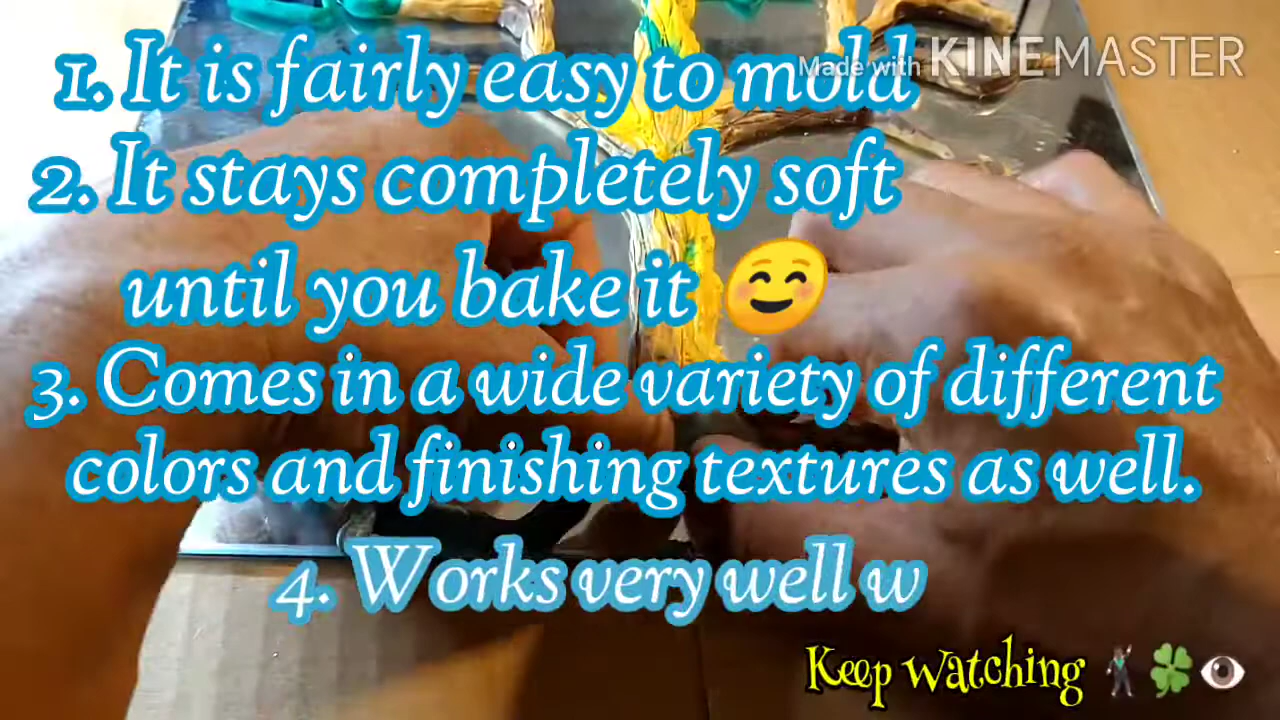 1. It is fairly easy to mold
Made with KINEMASTER
2. It stays completely soft
until you bake it ☺️
3. Comes in a wide variety of different
colors and finishing textures as well.
4. Works very well w
Keep watching 🕺🍀👁️